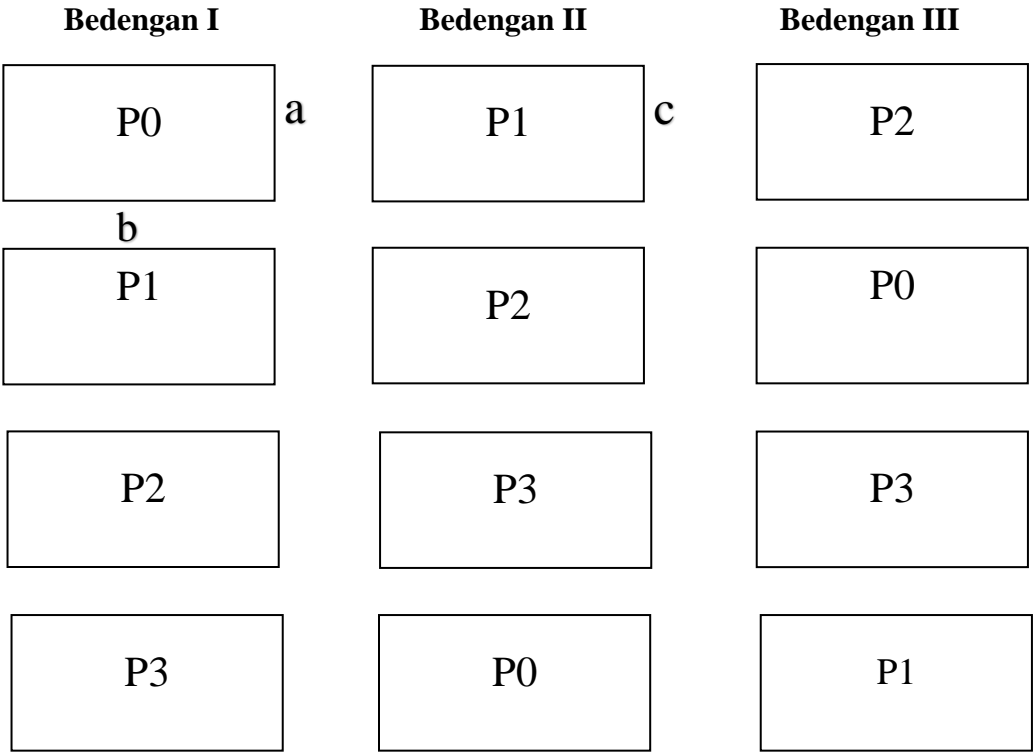 Bedengan I Bedengan II Bedengan III
P0 a P1 c P2
b
P1 P2 P0
P2 P3 P3
P3 P0 P1